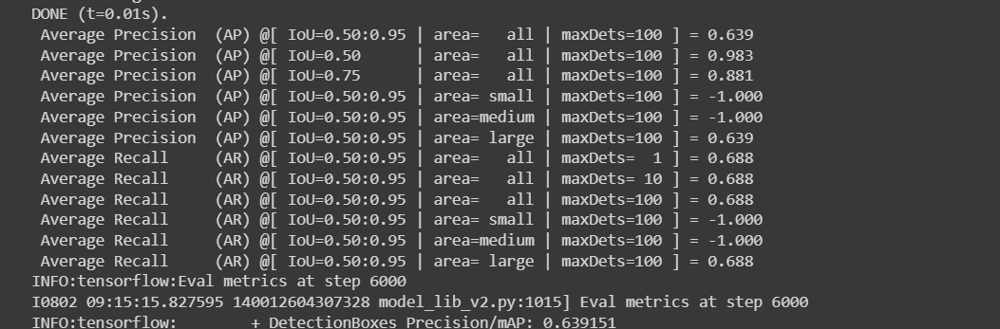 DONE (t=0.01s).
 Average Precision  (AP) @[ IoU=0.50:0.95 | area=   all | maxDets=100 ] = 0.639
 Average Precision  (AP) @[ IoU=0.50      | area=   all | maxDets=100 ] = 0.983
 Average Precision  (AP) @[ IoU=0.75      | area=   all | maxDets=100 ] = 0.881
 Average Precision  (AP) @[ IoU=0.50:0.95 | area= small | maxDets=100 ] = -1.000
 Average Precision  (AP) @[ IoU=0.50:0.95 | area=medium | maxDets=100 ] = -1.000
 Average Precision  (AP) @[ IoU=0.50:0.95 | area= large | maxDets=100 ] = 0.639
 Average Recall     (AR) @[ IoU=0.50:0.95 | area=   all | maxDets=  1 ] = 0.688
 Average Recall     (AR) @[ IoU=0.50:0.95 | area=   all | maxDets= 10 ] = 0.688
 Average Recall     (AR) @[ IoU=0.50:0.95 | area=   all | maxDets=100 ] = 0.688
 Average Recall     (AR) @[ IoU=0.50:0.95 | area= small | maxDets=100 ] = -1.000
 Average Recall     (AR) @[ IoU=0.50:0.95 | area=medium | maxDets=100 ] = -1.000
 Average Recall     (AR) @[ IoU=0.50:0.95 | area= large | maxDets=100 ] = 0.688
INFO:tensorflow:Eval metrics at step 6000
I0802 09:15:15.827595 140012604307328 model_lib_v2.py:1015] Eval metrics at step 6000
INFO:tensorflow:        + DetectionBoxes_Precision/mAP: 0.639151